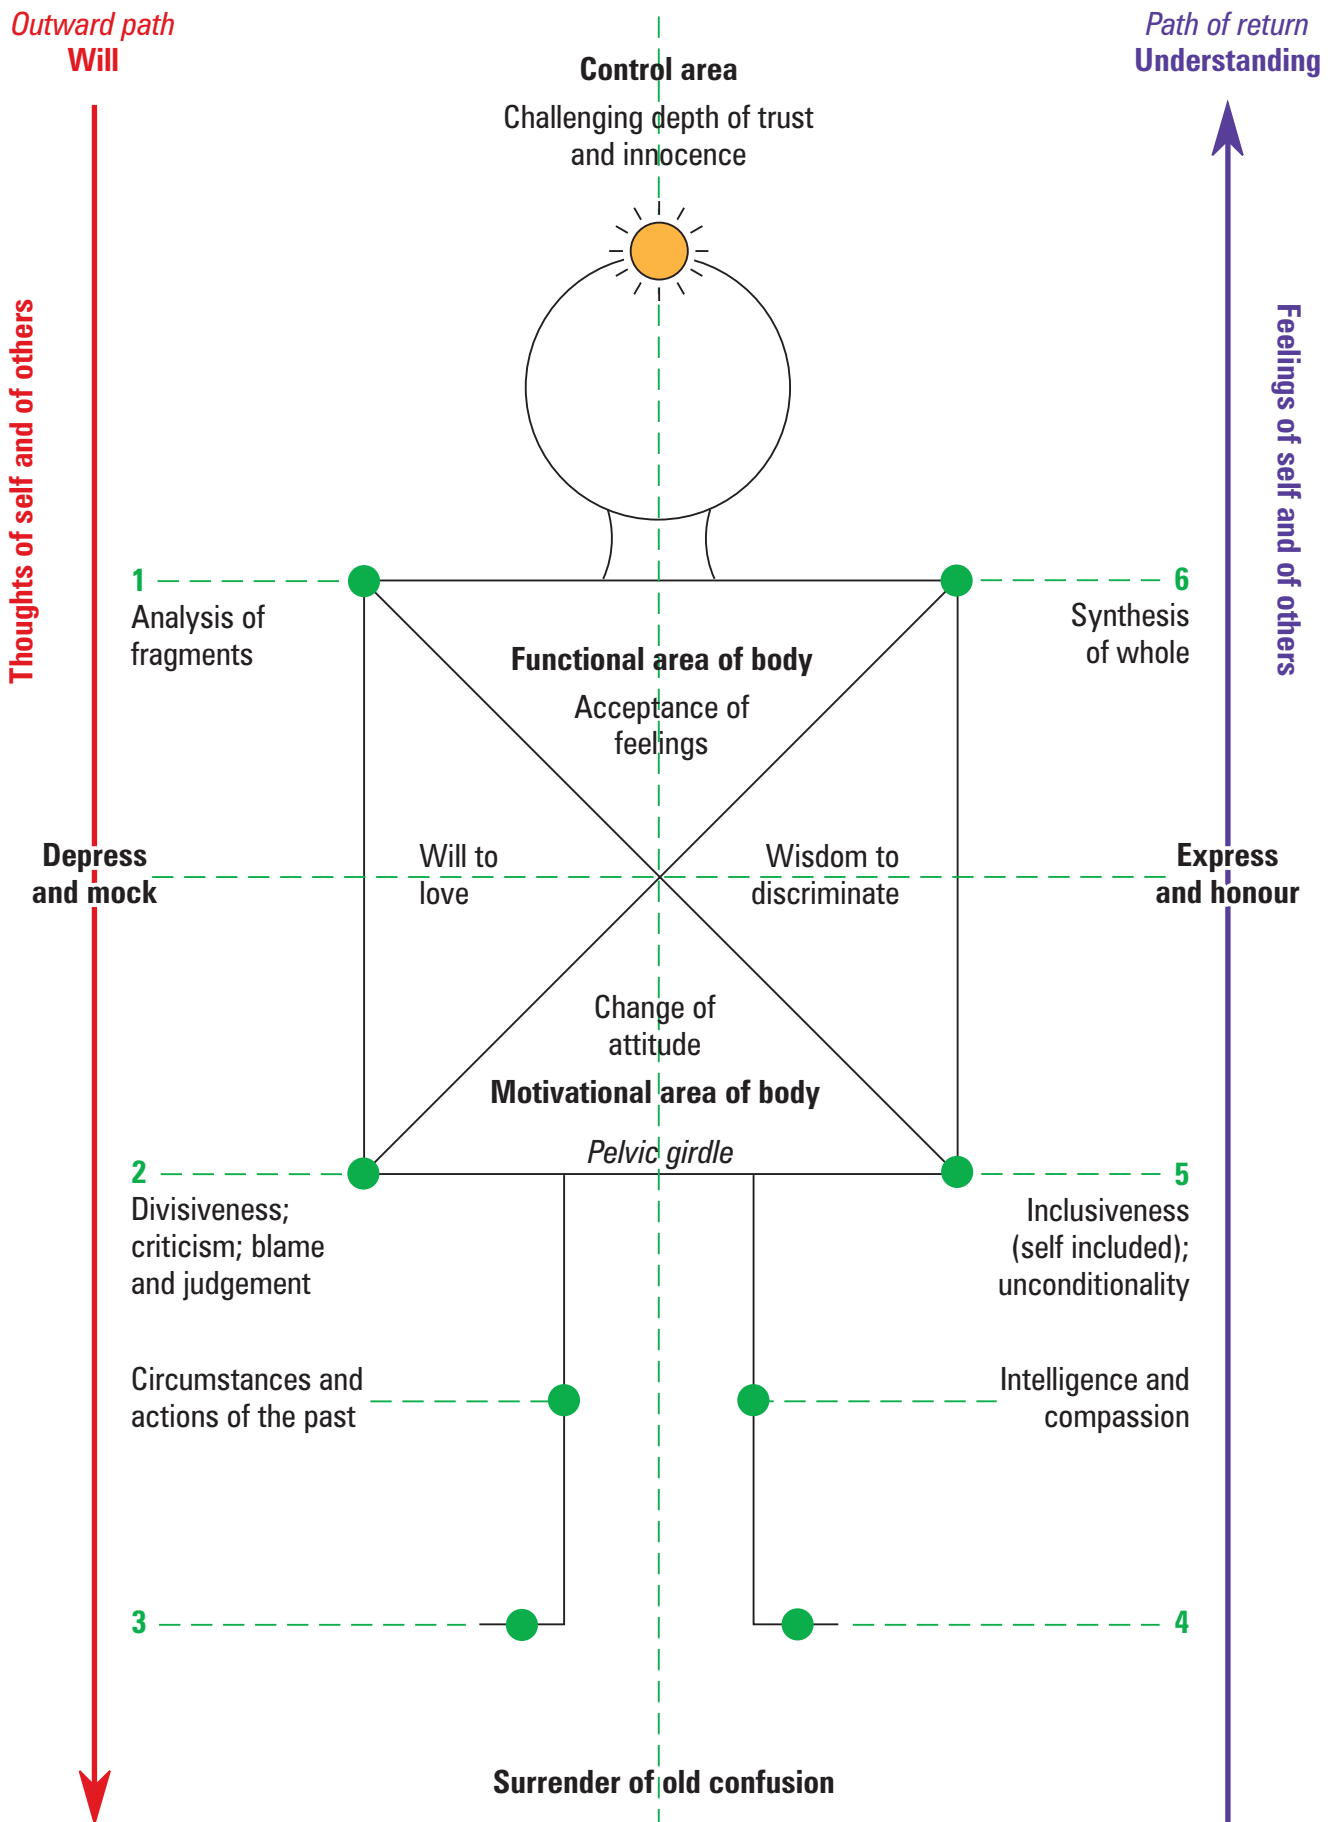 Outward path
Will
Path of return
Understanding
Control area
Challenging depth of trust
and innocence
Thoughts of self and of others
Feelings of self and of others
1
Analysis of
fragments
6
Synthesis
of whole
Functional area of body
Acceptance of
feelings
Depress
and mock
Will to
love
Wisdom to
discriminate
Express
and honour
Change of
attitude
Motivational area of body
Pelvic girdle
2
Divisiveness;
criticism; blame
and judgement
5
Inclusiveness
(self included);
unconditionality
Circumstances and
actions of the past
Intelligence and
compassion
3
4
Surrender of old confusion